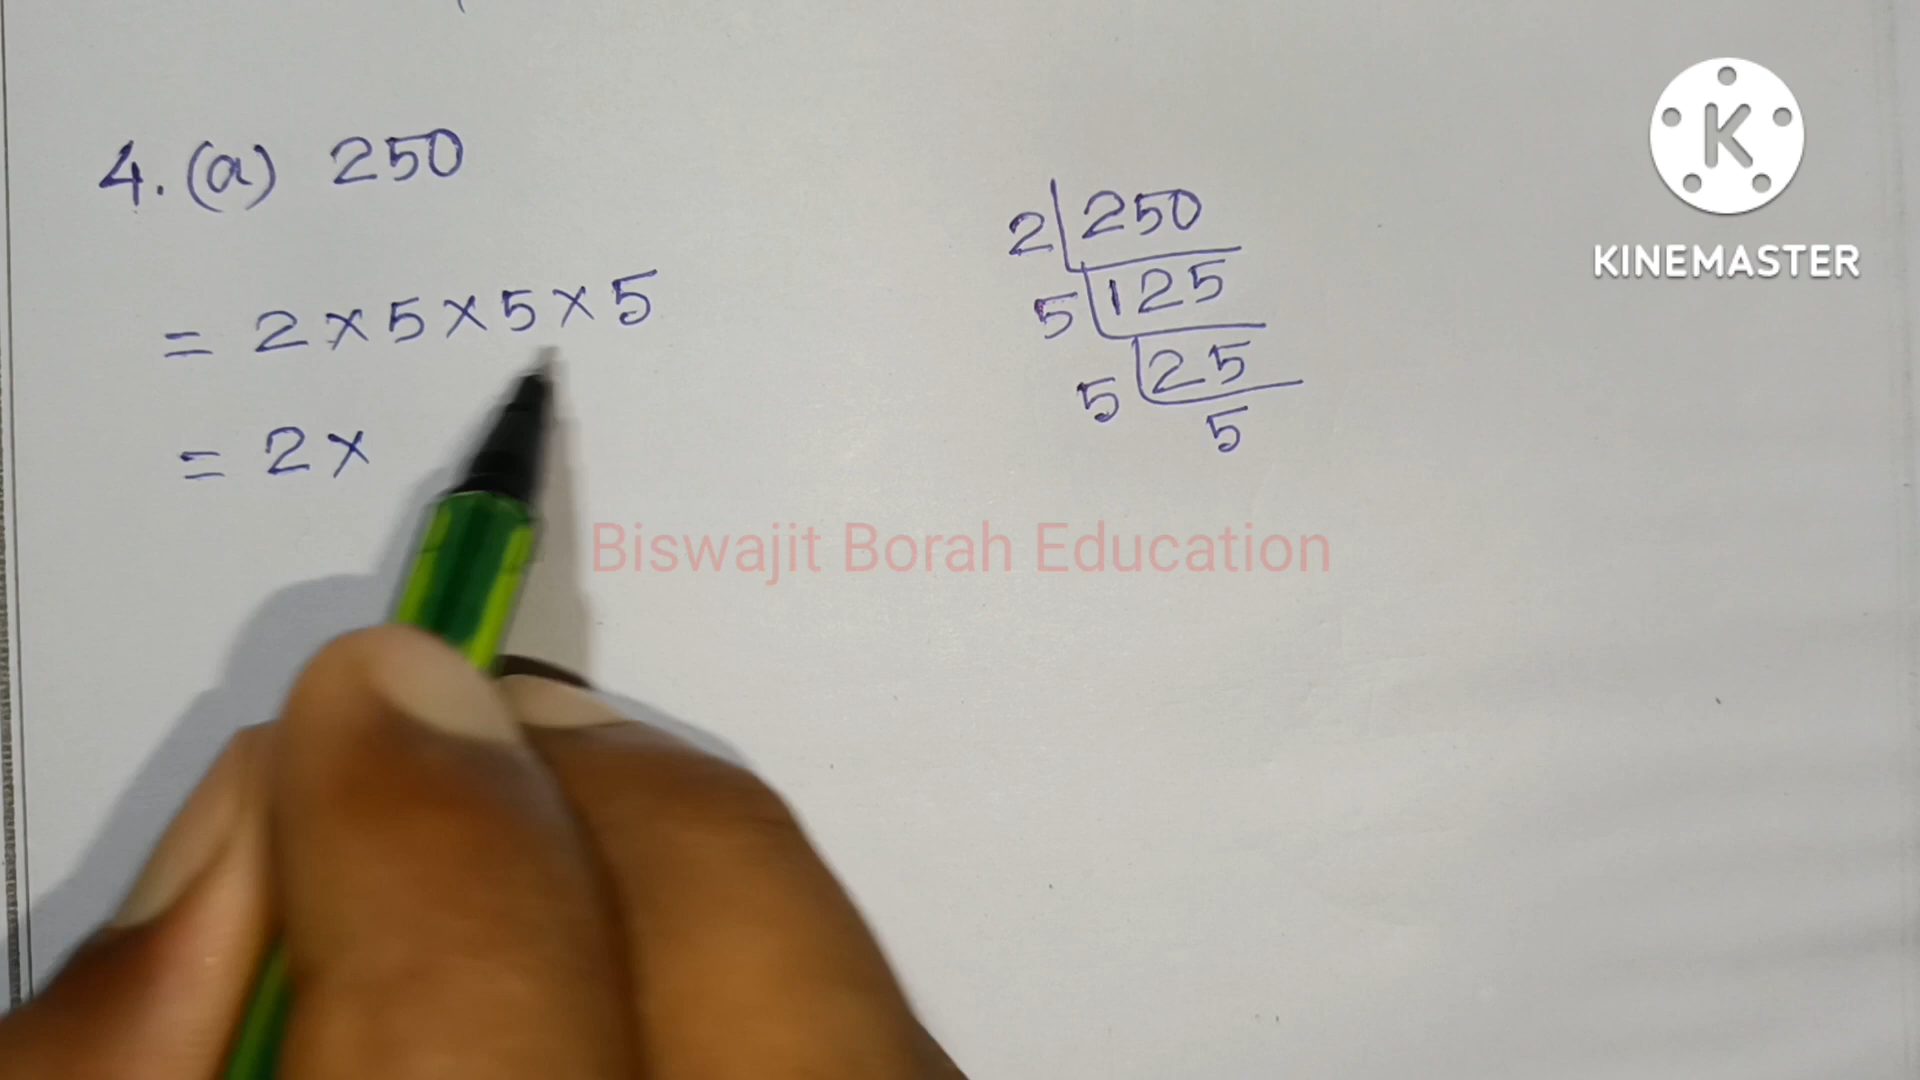 4. (a) 250
= 2 × 5 × 5 × 5
= 2 ×
2 250
5 125
5 25
5
K
KINEMASTER
Biswajit Borah Education